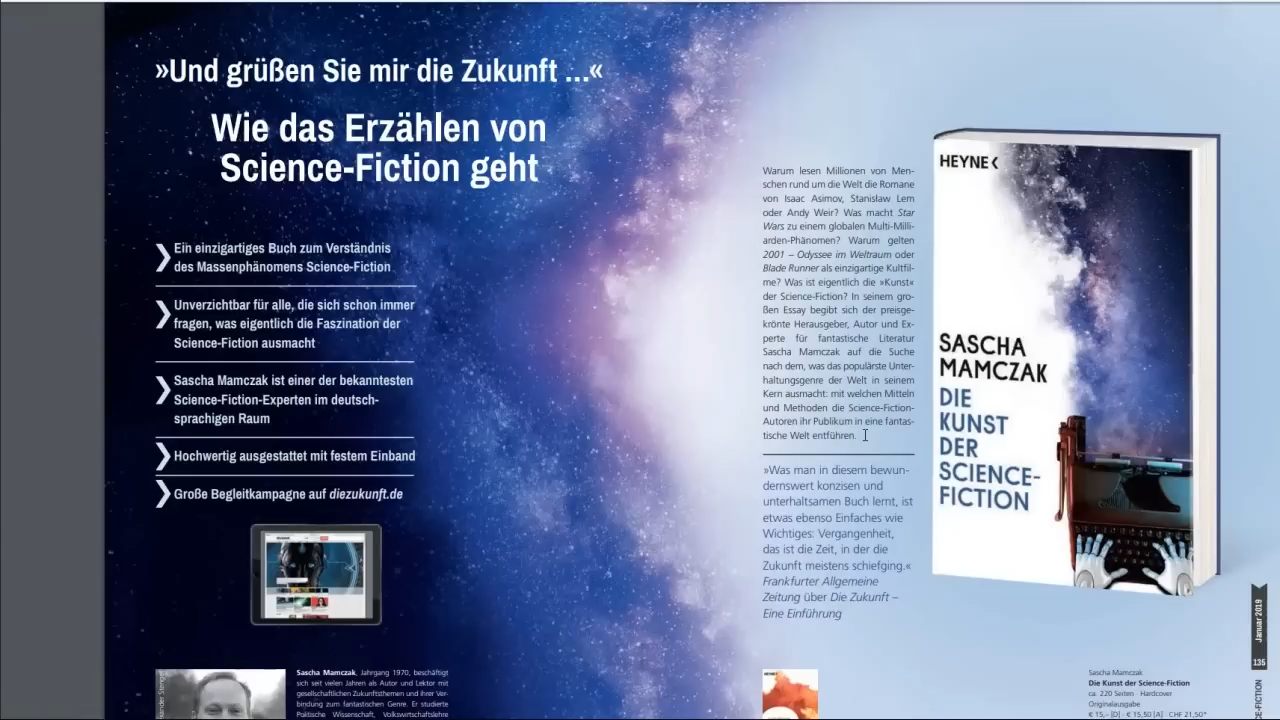 »Und grüßen Sie mir die Zukunft ...«
Wie das Erzählen von
Science-Fiction geht
Ein einzigartiges Buch zum Verständnis
des Massenphänomens Science-Fiction
Unverzichtbar für alle, die sich schon immer
fragen, was eigentlich die Faszination der
Science-Fiction ausmacht
Sascha Mamczak ist einer der bekanntesten
Science-Fiction-Experten im deutsch-
sprachigen Raum
Hochwertig ausgestattet mit festem Einband
Große Begleitkampagne auf diezukunft.de
Sascha Mamczak, Jahrgang 1970, beschäftigt
sich seit vielen Jahren als Autor und Lektor mit
gesellschaftlichen Zukunftsthemen und ihrer Ver-
bindung zum fantastischen Genre. Er studierte
Politische Wissenschaft, Volkswirtschaftslehre
Warum lesen Millionen von Men-
schen rund um die Welt die Romane
von Isaac Asimov, Stanisław Lem
oder Andy Weir? Was macht Star
Wars zu einem globalen Multi-Milli-
arden-Phänomen? Warum gelten
2001 – Odyssee im Weltraum oder
Blade Runner als einzigartige Kultfil-
me? Was ist eigentlich die »Kunst«
der Science-Fiction? In seinem gro-
ßen Essay begibt sich der preisge-
krönte Herausgeber, Autor und Ex-
perte für fantastische Literatur
Sascha Mamczak auf die Suche
nach dem, was das populärste Unter-
haltungsgenre der Welt in seinem
Kern ausmacht: mit welchen Mitteln
und Methoden die Science-Fiction-
Autoren ihr Publikum in eine fantas-
tische Welt entführen.
»Was man in diesem bewun-
dernswert konzisen und
unterhaltsamen Buch lernt, ist
etwas ebenso Einfaches wie
Wichtiges: Vergangenheit,
das ist die Zeit, in der die
Zukunft meistens schiefging.«
Frankfurter Allgemeine
Zeitung über Die Zukunft –
Eine Einführung
HEYNE
SASCHA
MAMCZAK
DIE
KUNST
DER
SCIENCE-
FICTION
Sascha Mamczak
Die Kunst der Science-Fiction
ca. 220 Seiten · Hardcover
Originalausgabe
€ 15,– [D] · € 15,50 [A] · CHF 21,50*
Januar 2019
135